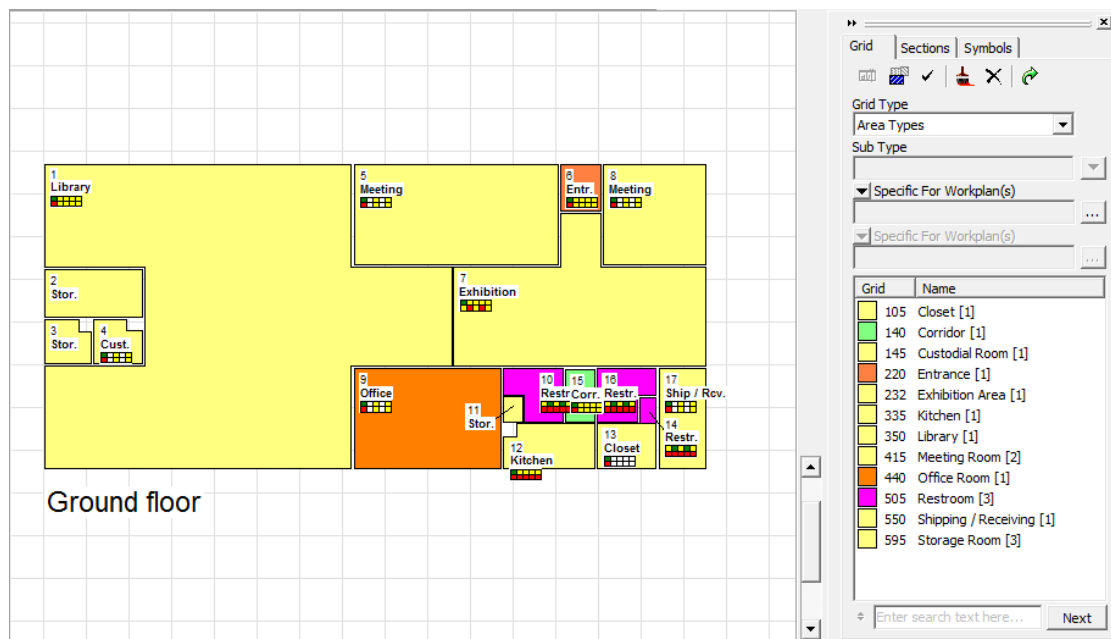 1
Library
5
Meeting
6
Entr.
8
Meeting
2
Stor.
7
Exhibition
3
Stor.
4
Cust.
9
Office
10
Restr
15
Corr.
16
Restr.
17
Ship / Rcv.
11
Stor.
14
Restr.
12
Kitchen
13
Closet
Ground floor
Grid
Sections
Symbols
Grid Type
Area Types
Sub Type
Specific For Workplan(s)
...
Specific For Workplan(s)
...
Grid Name
105 Closet [1]
140 Corridor [1]
145 Custodial Room [1]
220 Entrance [1]
232 Exhibition Area [1]
335 Kitchen [1]
350 Library [1]
415 Meeting Room [2]
440 Office Room [1]
505 Restroom [3]
550 Shipping / Receiving [1]
595 Storage Room [3]
Enter search text here...
Next